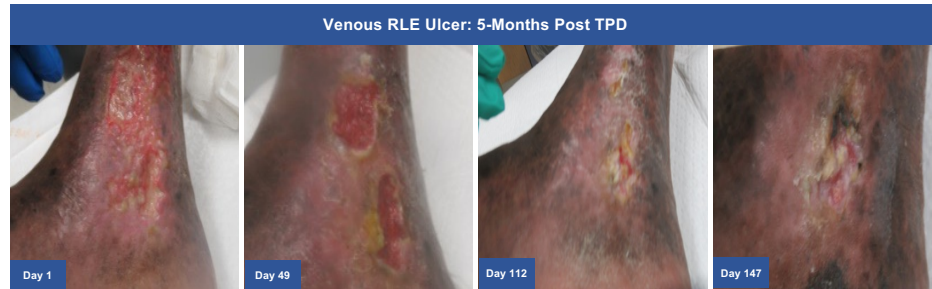 Venous RLE Ulcer: 5-Months Post TPD
Day 1
Day 49
Day 112
Day 147